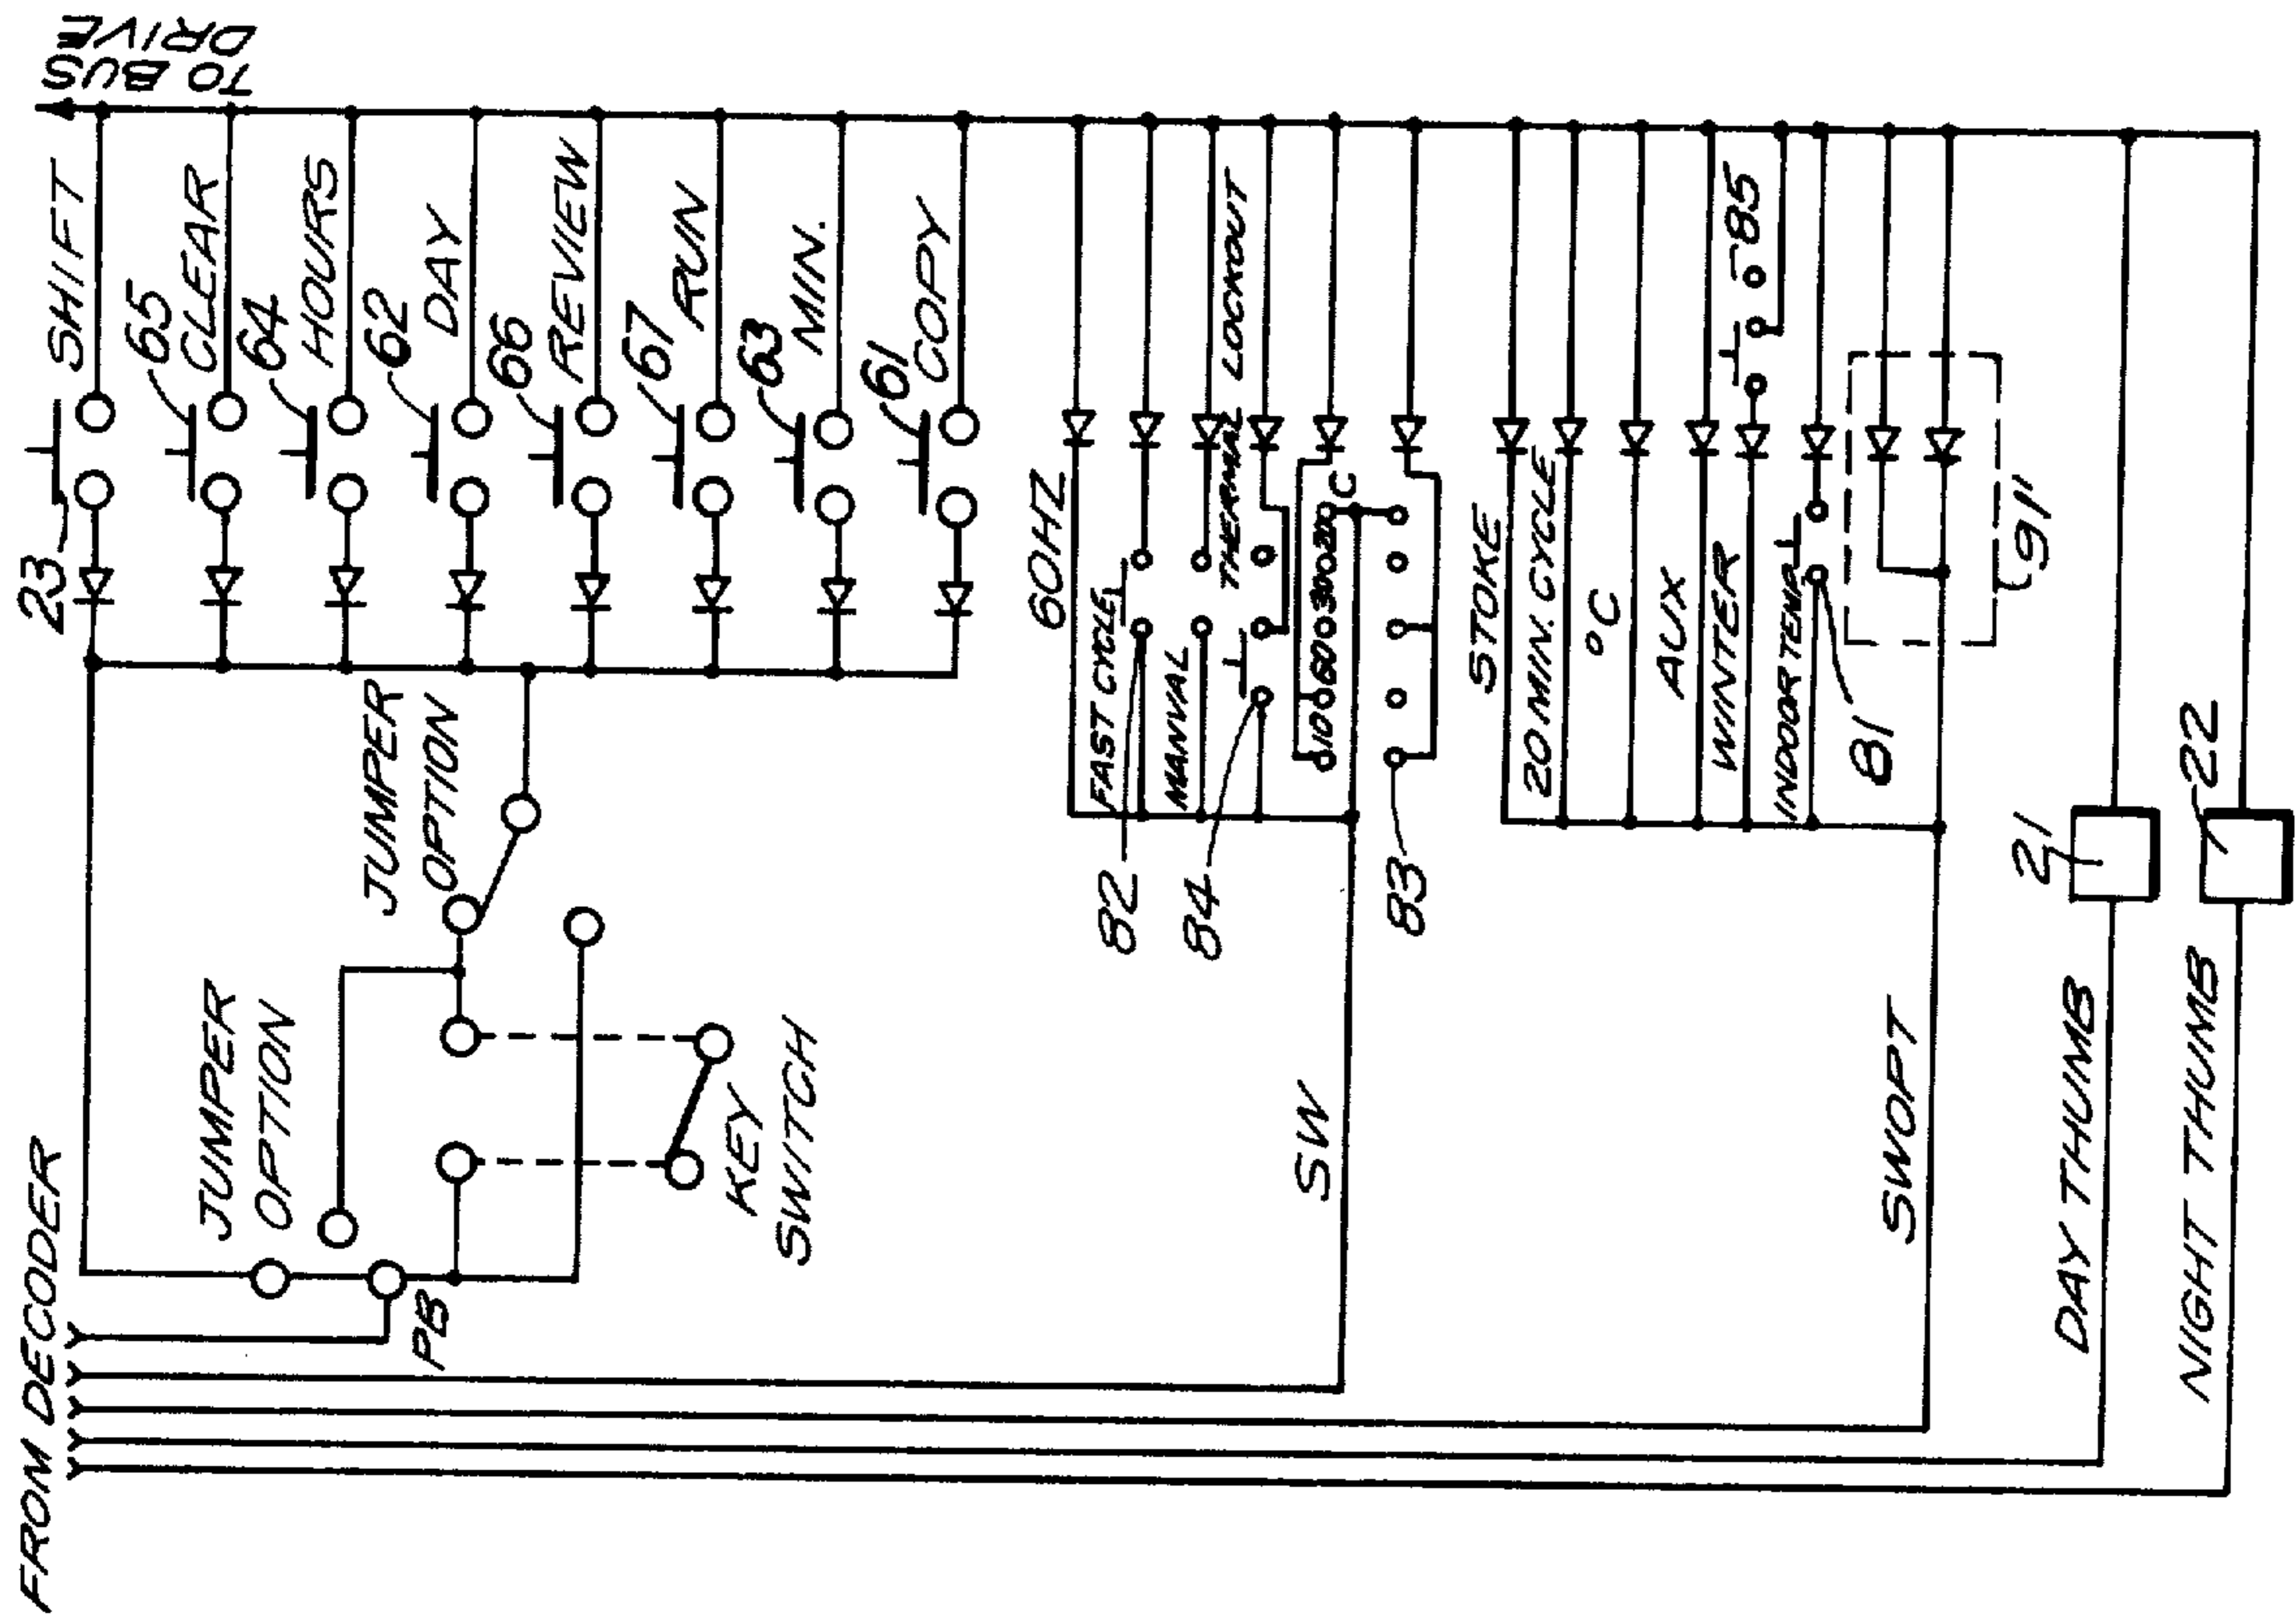 TO BUS
DRIVE
SHIFT
23
65
CLEAR
64
HOURS
62
DAY
66
REVIEW
67
RUN
63
MIN.
61
COPY
JUMPER
OPTION
JUMPER
OPTION
KEY
SWITCH
FROM DECODER
PB
60HZ
FAST CYCLE
82
MANUAL
THERMAL LOCKOUT
84
10 60 30 20 C
83
SW
STOKE
20 MIN. CYCLE
°C
AUX
WINTER
85
INDOOR TEMP
81
91
SWOPT
21
DAY THUMB
22
NIGHT THUMB